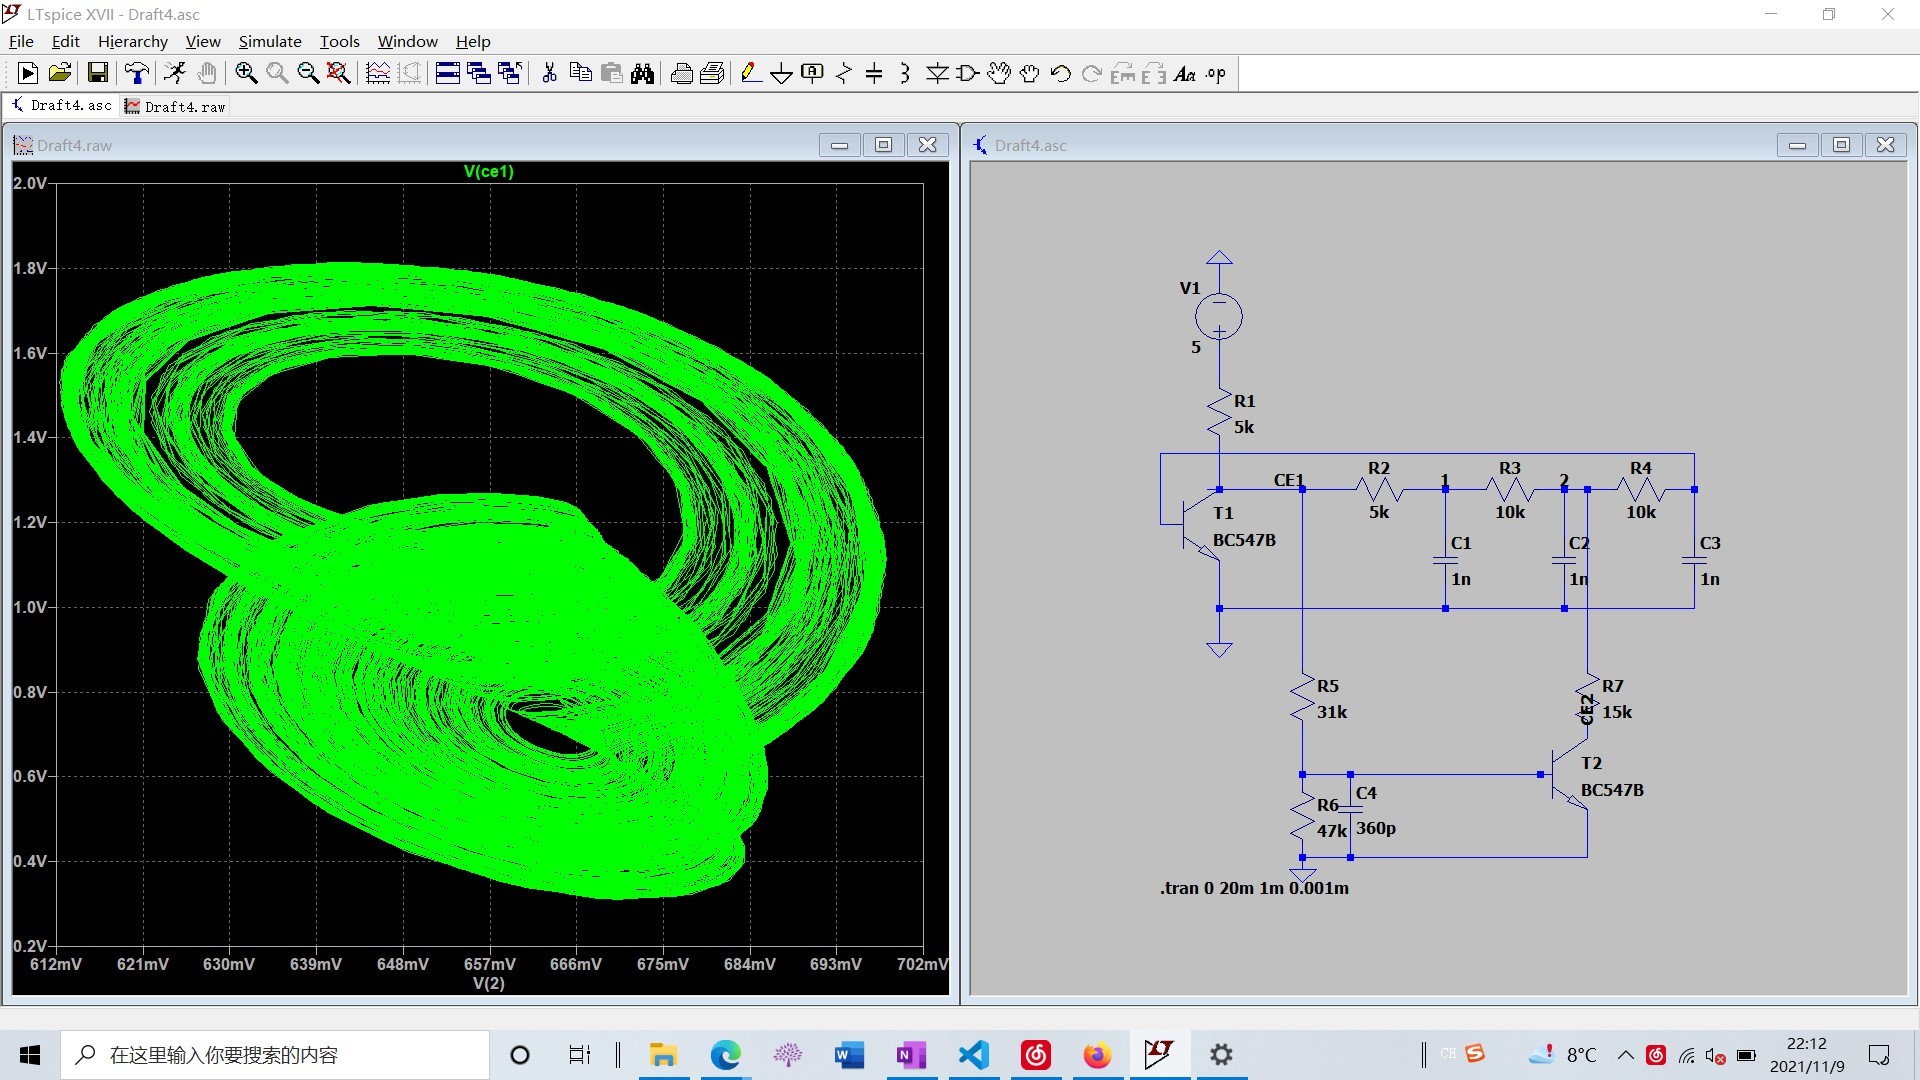 LTspice XVII - Draft4.asc
File Edit Hierarchy View Simulate Tools Window Help
Aa .op
Draft4.asc Draft4.raw
Draft4.raw
V(ce1)
2.0V
1.8V
1.6V
1.4V
1.2V
1.0V
0.8V
0.6V
0.4V
0.2V
612mV 621mV 630mV 639mV 648mV 657mV 666mV 675mV 684mV 693mV 702mV
V(2)
Draft4.asc
V1
5
R1
5k
CE1 R2 1 R3 2 R4
5k 10k 10k
T1
BC547B
C1 C2 C3
1n 1n 1n
R5
31k
R7
15k
CE2
T2
BC547B
R6
47k
C4
360p
.tran 0 20m 1m 0.001m
在这里输入你要搜索的内容
CH
8°C
22:12
2021/11/9